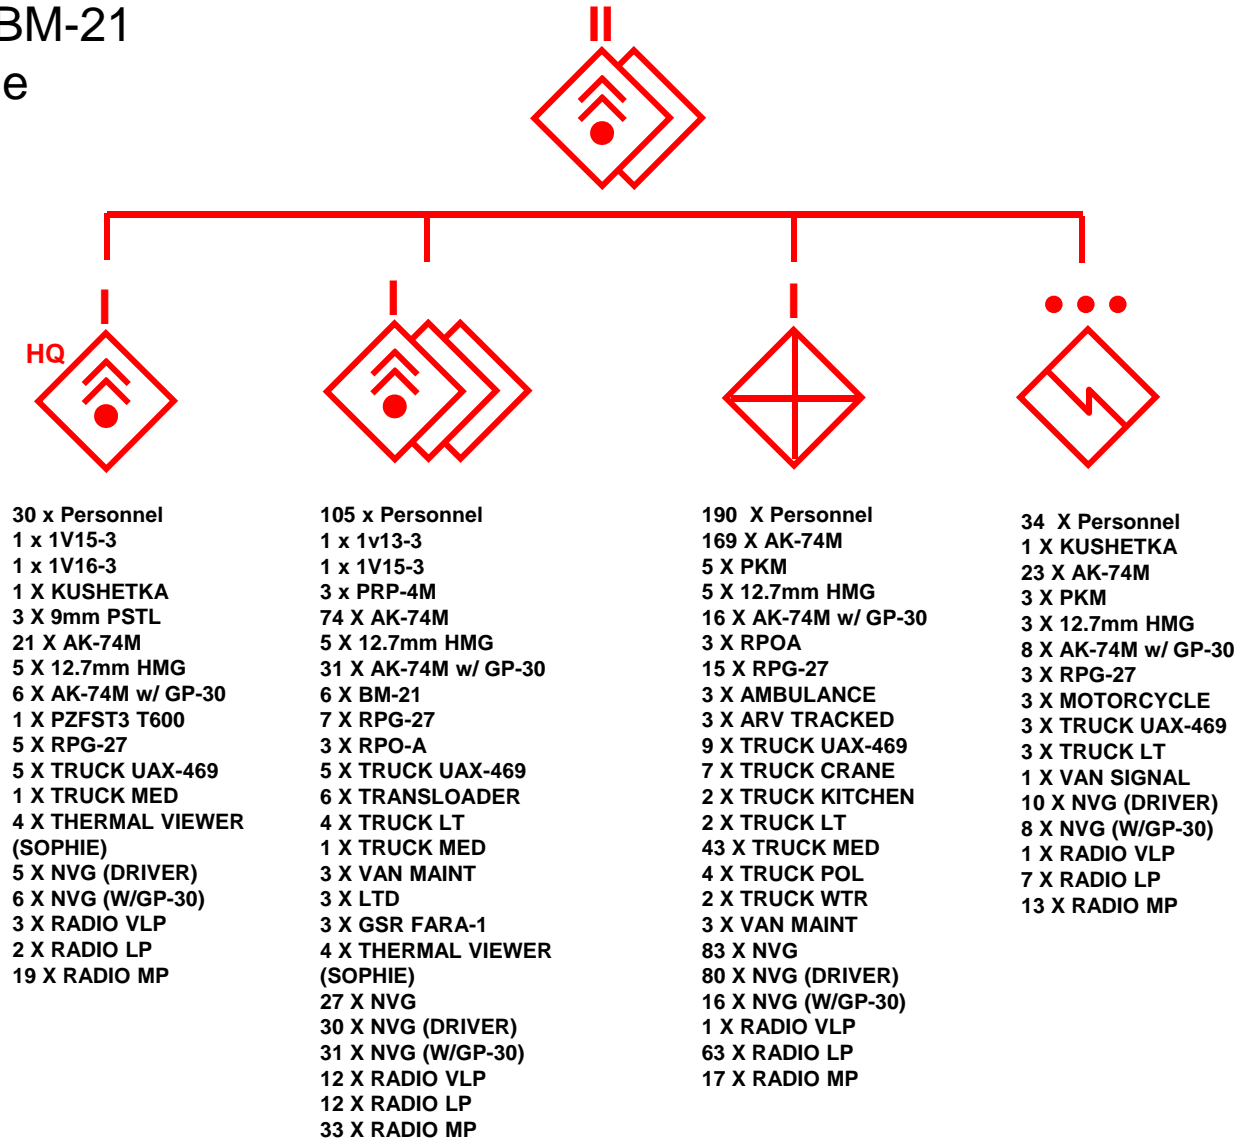 BM-21
e
HQ
30 x Personnel
1 x 1V15-3
1 x 1V16-3
1 X KUSHETKA
3 X 9mm PSTL
21 X AK-74M
5 X 12.7mm HMG
6 X AK-74M w/ GP-30
1 X PZFST3 T600
5 X RPG-27
5 X TRUCK UAX-469
1 X TRUCK MED
4 X THERMAL VIEWER
(SOPHIE)
5 X NVG (DRIVER)
6 X NVG (W/GP-30)
3 X RADIO VLP
2 X RADIO LP
19 X RADIO MP
105 x Personnel
1 x 1v13-3
1 x 1V15-3
3 x PRP-4M
74 X AK-74M
5 X 12.7mm HMG
31 X AK-74M w/ GP-30
6 X BM-21
7 X RPG-27
3 X RPO-A
5 X TRUCK UAX-469
6 X TRANSLOADER
4 X TRUCK LT
1 X TRUCK MED
3 X VAN MAINT
3 X LTD
3 X GSR FARA-1
4 X THERMAL VIEWER
(SOPHIE)
27 X NVG
30 X NVG (DRIVER)
31 X NVG (W/GP-30)
12 X RADIO VLP
12 X RADIO LP
33 X RADIO MP
190 X Personnel
169 X AK-74M
5 X PKM
5 X 12.7mm HMG
16 X AK-74M w/ GP-30
3 X RPOA
15 X RPG-27
3 X AMBULANCE
3 X ARV TRACKED
9 X TRUCK UAX-469
7 X TRUCK CRANE
2 X TRUCK KITCHEN
2 X TRUCK LT
43 X TRUCK MED
4 X TRUCK POL
2 X TRUCK WTR
3 X VAN MAINT
83 X NVG
80 X NVG (DRIVER)
16 X NVG (W/GP-30)
1 X RADIO VLP
63 X RADIO LP
17 X RADIO MP
34 X Personnel
1 X KUSHETKA
23 X AK-74M
3 X PKM
3 X 12.7mm HMG
8 X AK-74M w/ GP-30
3 X RPG-27
3 X MOTORCYCLE
3 X TRUCK UAX-469
3 X TRUCK LT
1 X VAN SIGNAL
10 X NVG (DRIVER)
8 X NVG (W/GP-30)
1 X RADIO VLP
7 X RADIO LP
13 X RADIO MP